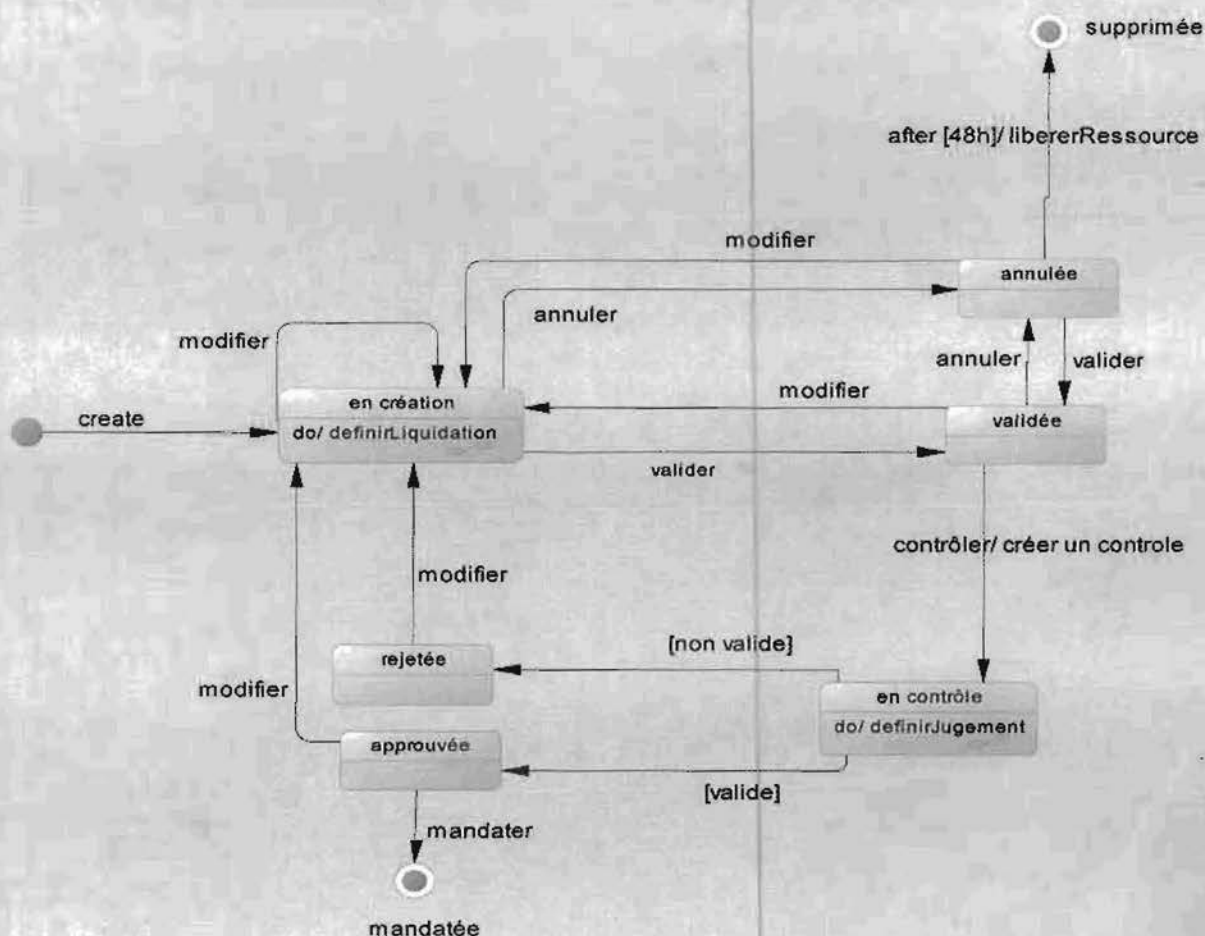 supprimée
after [48h]/ libererRessource
modifier
annulée
annuler
modifier
annuler
valider
modifier
en création
create
do/ definirLiquidation
validée
valider
contrôler/ créer un controle
modifier
[non valide]
rejetée
modifier
en contrôle
do/ definirJugement
approuvée
[valide]
mandater
mandatée